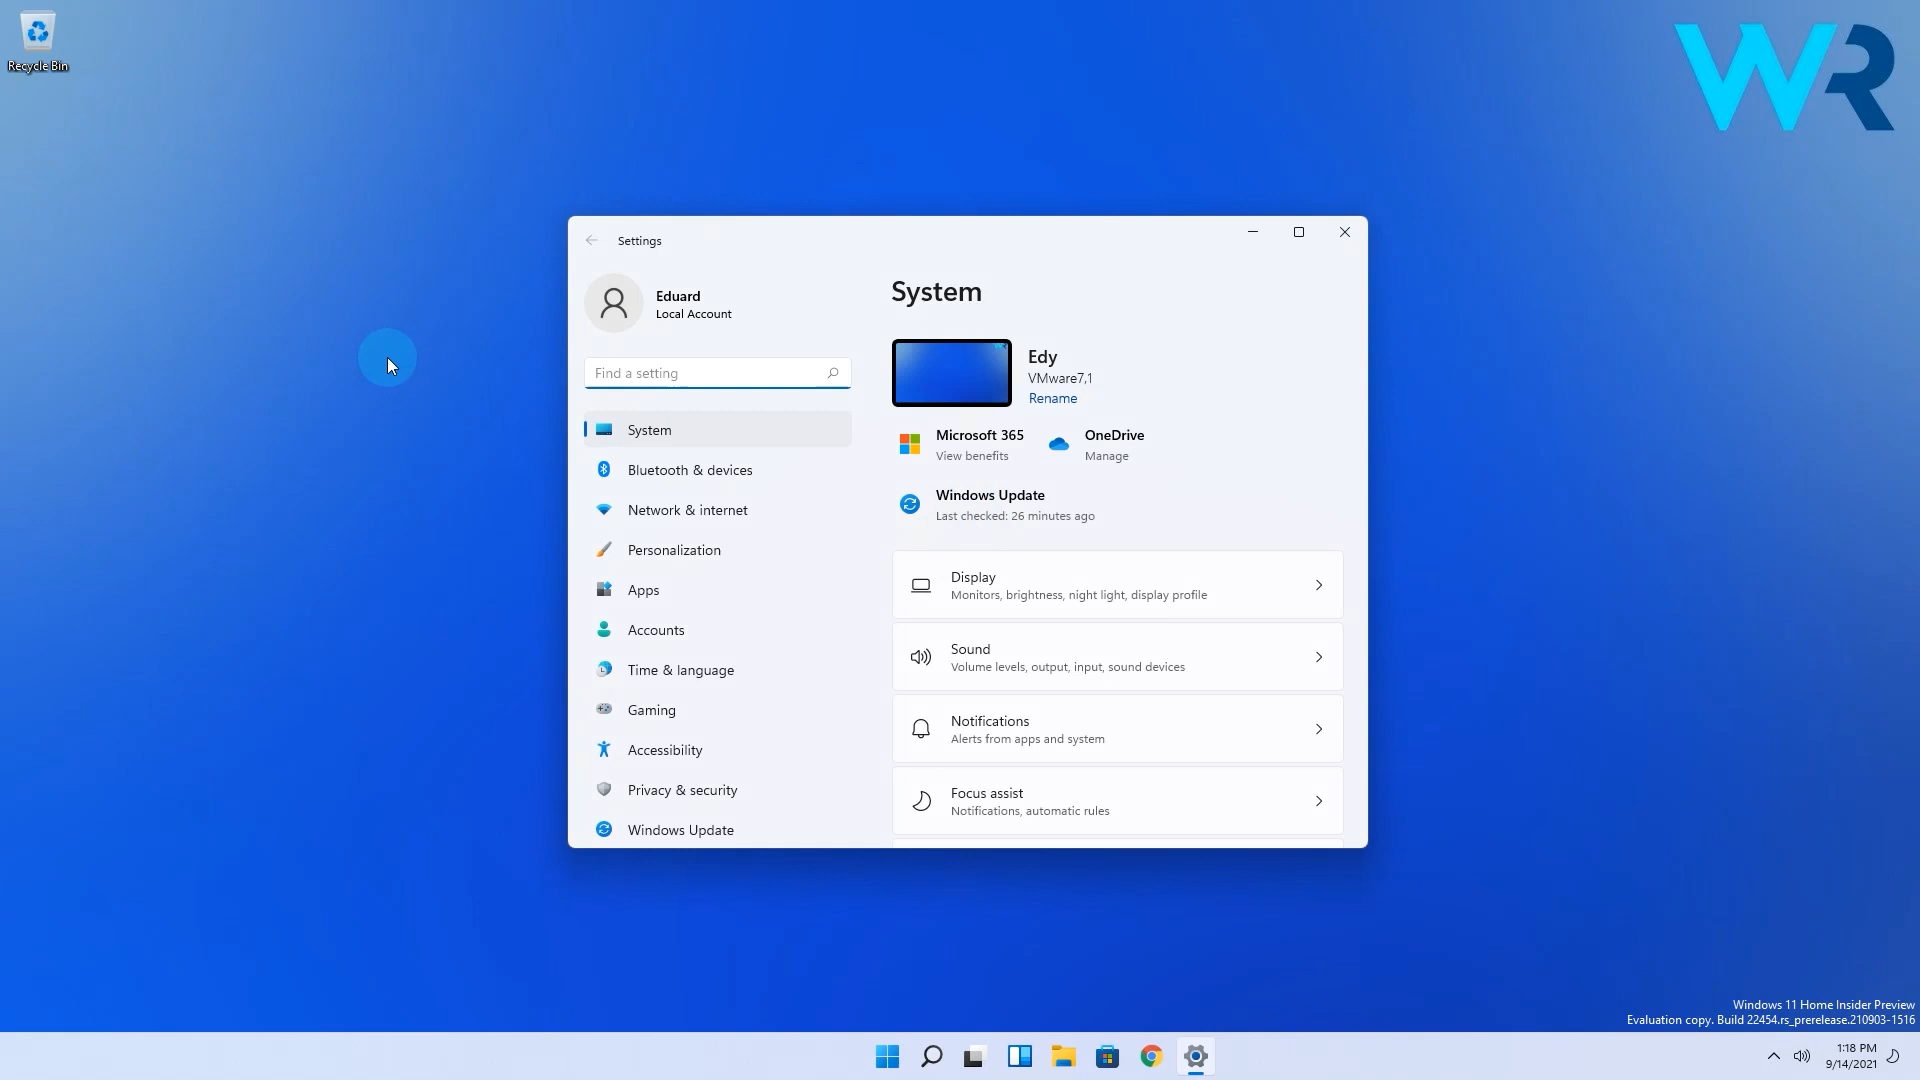 Recycle Bin
WR
Settings
Eduard
Local Account
Find a setting
System
Bluetooth & devices
Network & internet
Personalization
Apps
Accounts
Time & language
Gaming
Accessibility
Privacy & security
Windows Update
System
Edy
VMware7,1
Rename
Microsoft 365
View benefits
OneDrive
Manage
Windows Update
Last checked: 26 minutes ago
Display
Monitors, brightness, night light, display profile
Sound
Volume levels, output, input, sound devices
Notifications
Alerts from apps and system
Focus assist
Notifications, automatic rules
Windows 11 Home Insider Preview
Evaluation copy. Build 22454.rs_prerelease.210903-1516
1:18 PM
9/14/2021